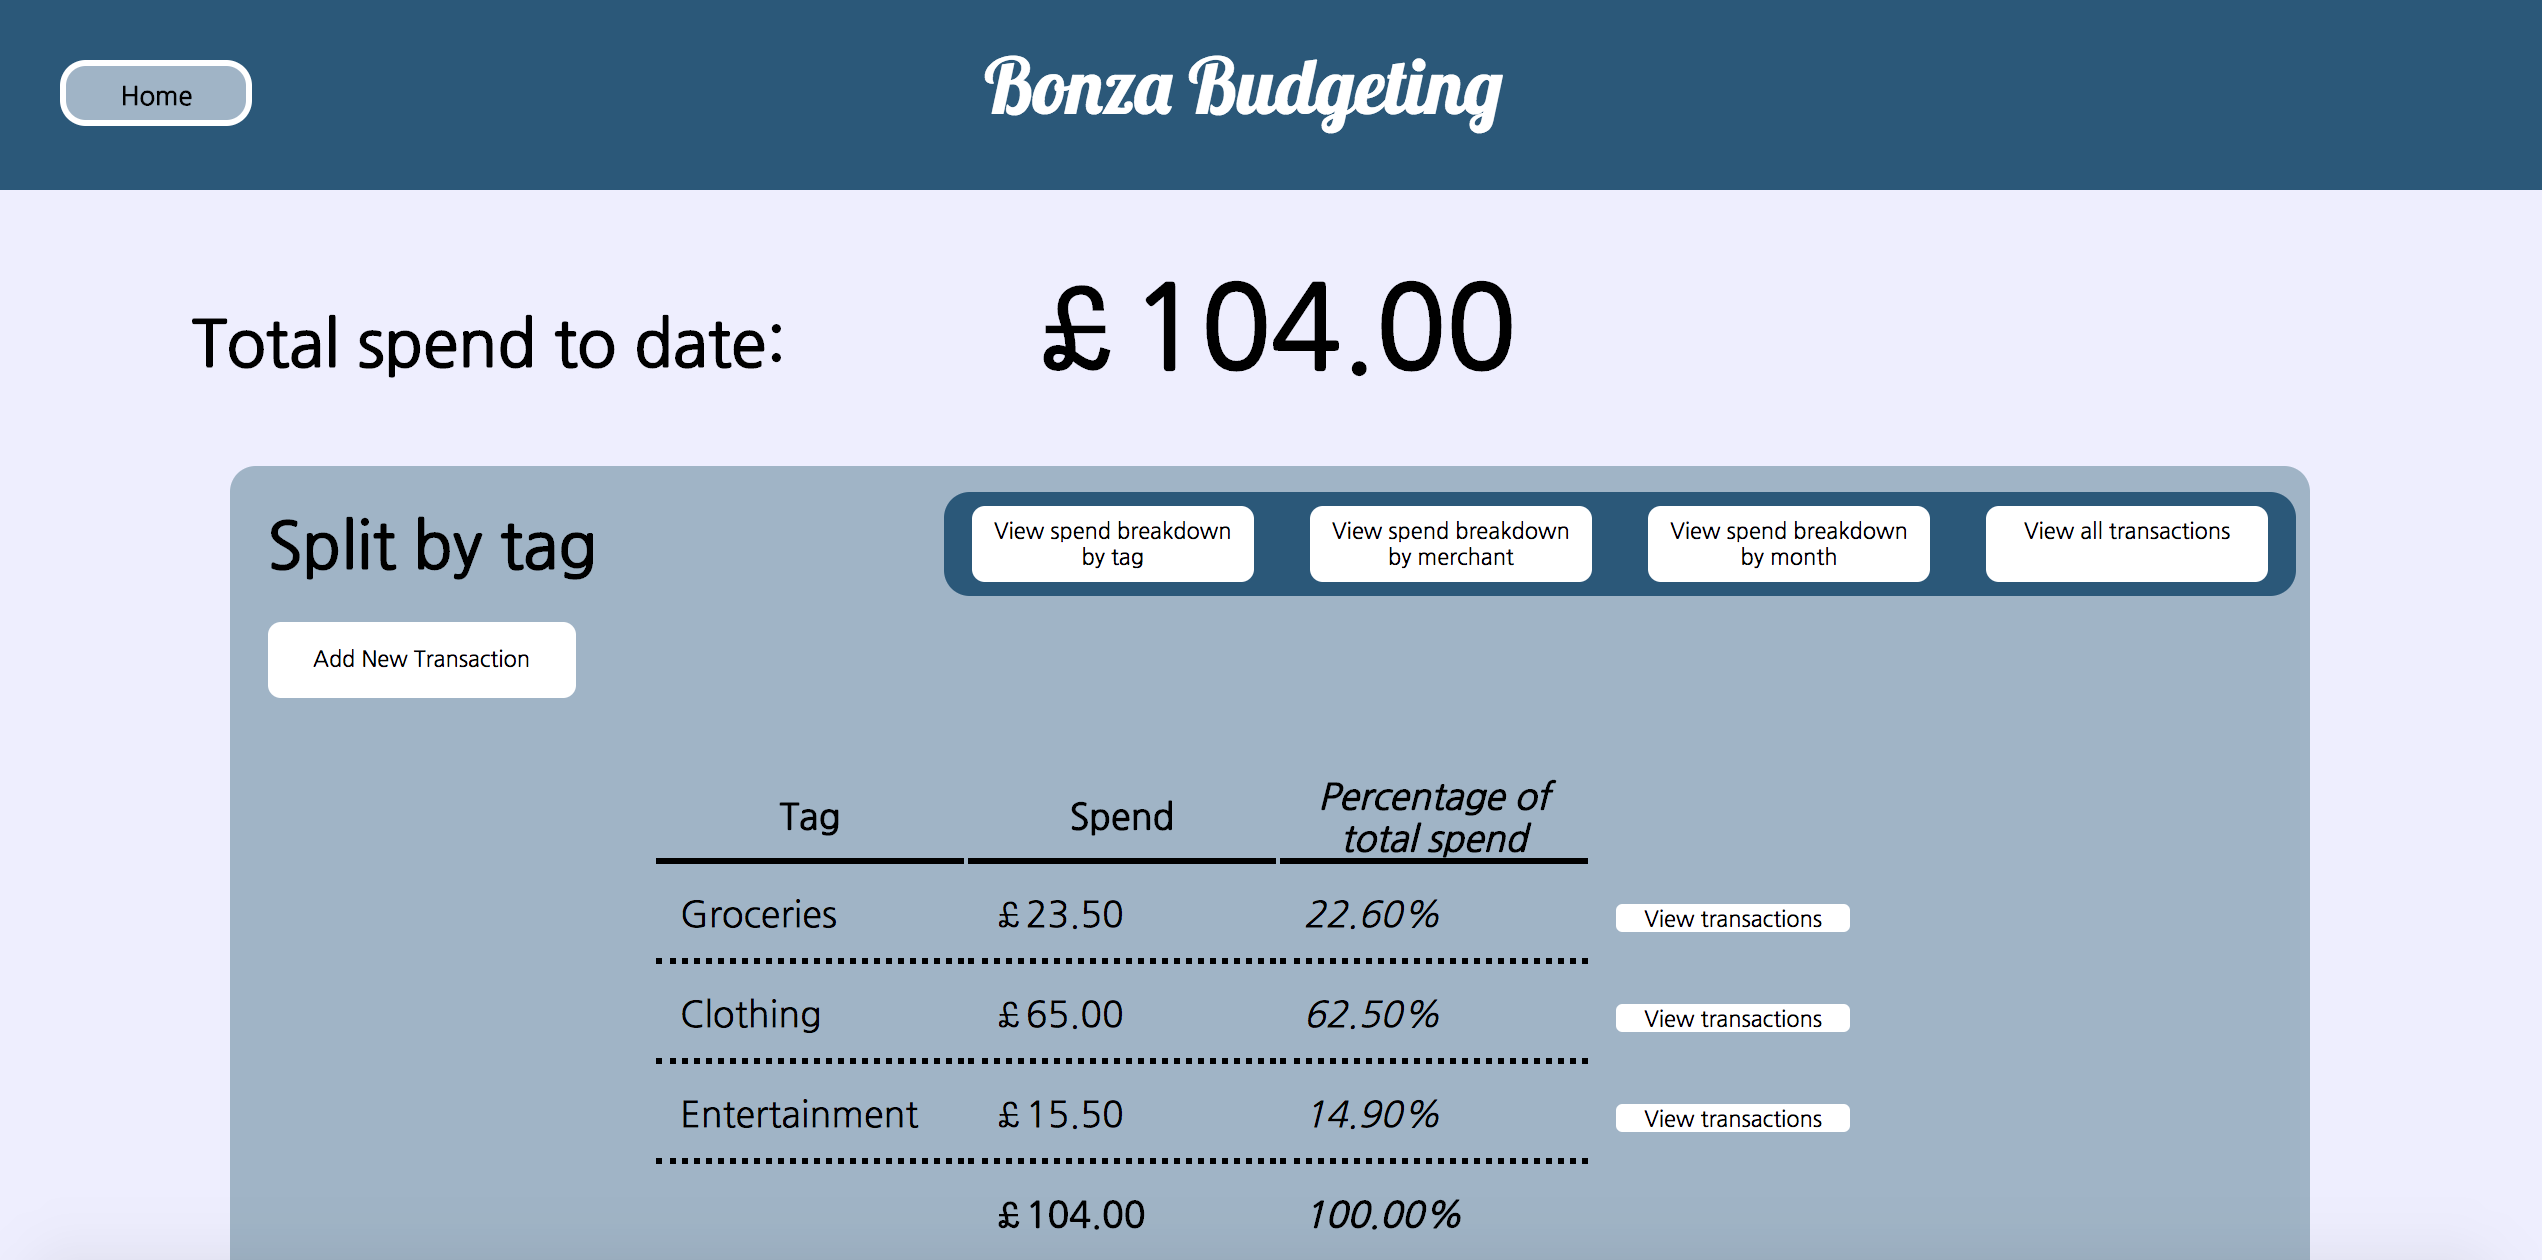 Home
Bonza Budgeting
Total spend to date:
£104.00
Split by tag
View spend breakdown
by tag
View spend breakdown
by merchant
View spend breakdown
by month
View all transactions
Add New Transaction
Tag
Spend
Percentage of
total spend
Groceries £23.50 22.60% View transactions
Clothing £65.00 62.50% View transactions
Entertainment £15.50 14.90% View transactions
£104.00 100.00%